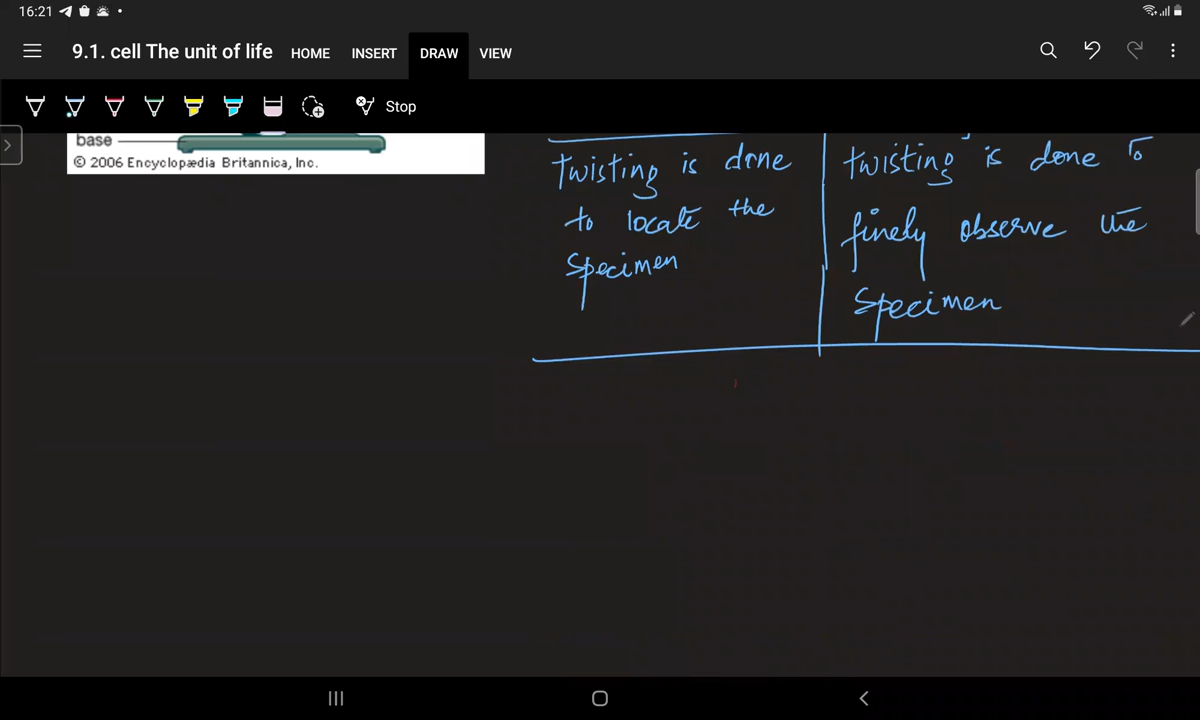 16:21
9.1. cell The unit of life HOME INSERT DRAW VIEW
Stop
base
© 2006 Encyclopædia Britannica, Inc.
Twisting is done
to locate the
specimen
twisting is done to
finely observe the
specimen